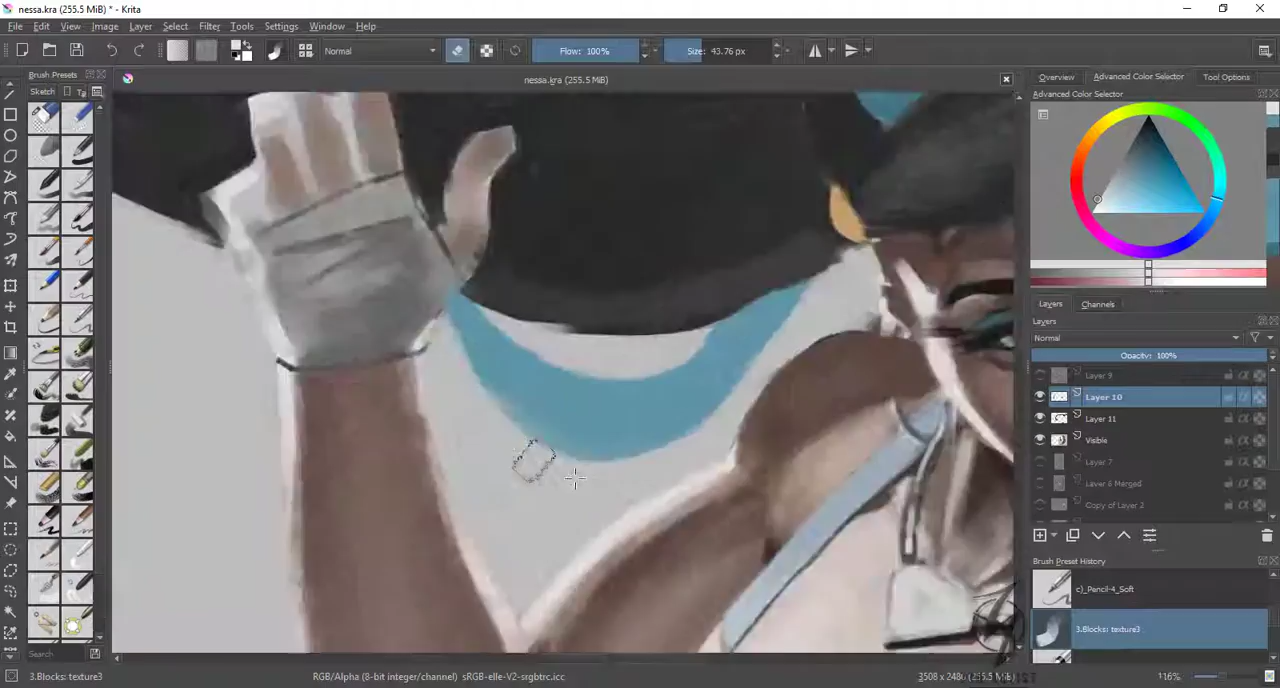 nessa.kra (255.5 MiB) * - Krita
File Edit View Image Layer Select Filter Tools Settings Window Help
Normal Flow: 100% Size: 43.76 px
Brush Presets
nessa.kra (255.5 MiB)
Overview Advanced Color Selector Tool Options
Sketch
Advanced Color Selector
Layers Channels
Layers
Normal
Opacity: 100%
Layer 9
Layer 10
Layer 11
Visible
Layer 7
Layer 6 Merged
Copy of Layer 2
Brush Preset History
c)_Pencil-4_Soft
3.Blocks: texture3
Search
3.Blocks: texture3 RGB/Alpha (8-bit integer/channel) sRGB-elle-V2-srgbtrc.icc 116%